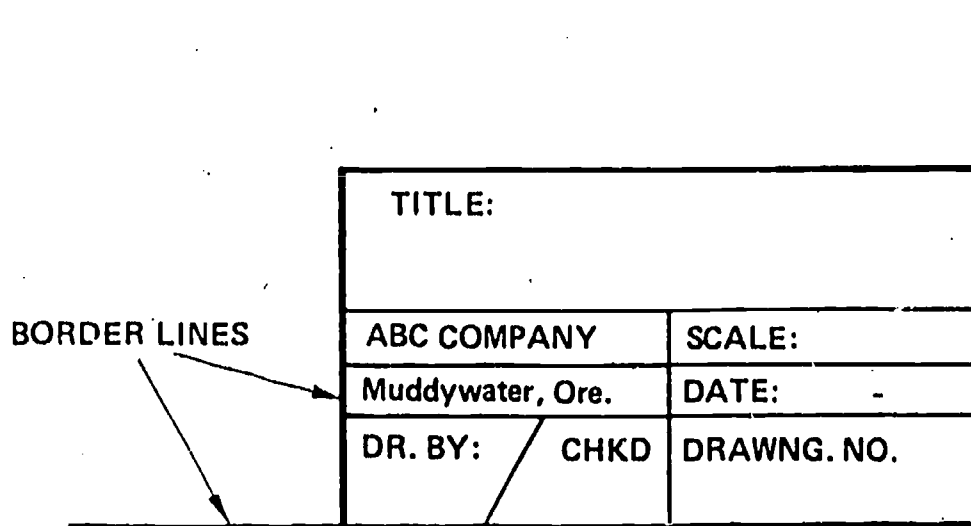 TITLE:
BORDER LINES
ABC COMPANY
SCALE:
Muddywater, Ore.
DATE: -
DR. BY:
CHKD
DRAWNG. NO.